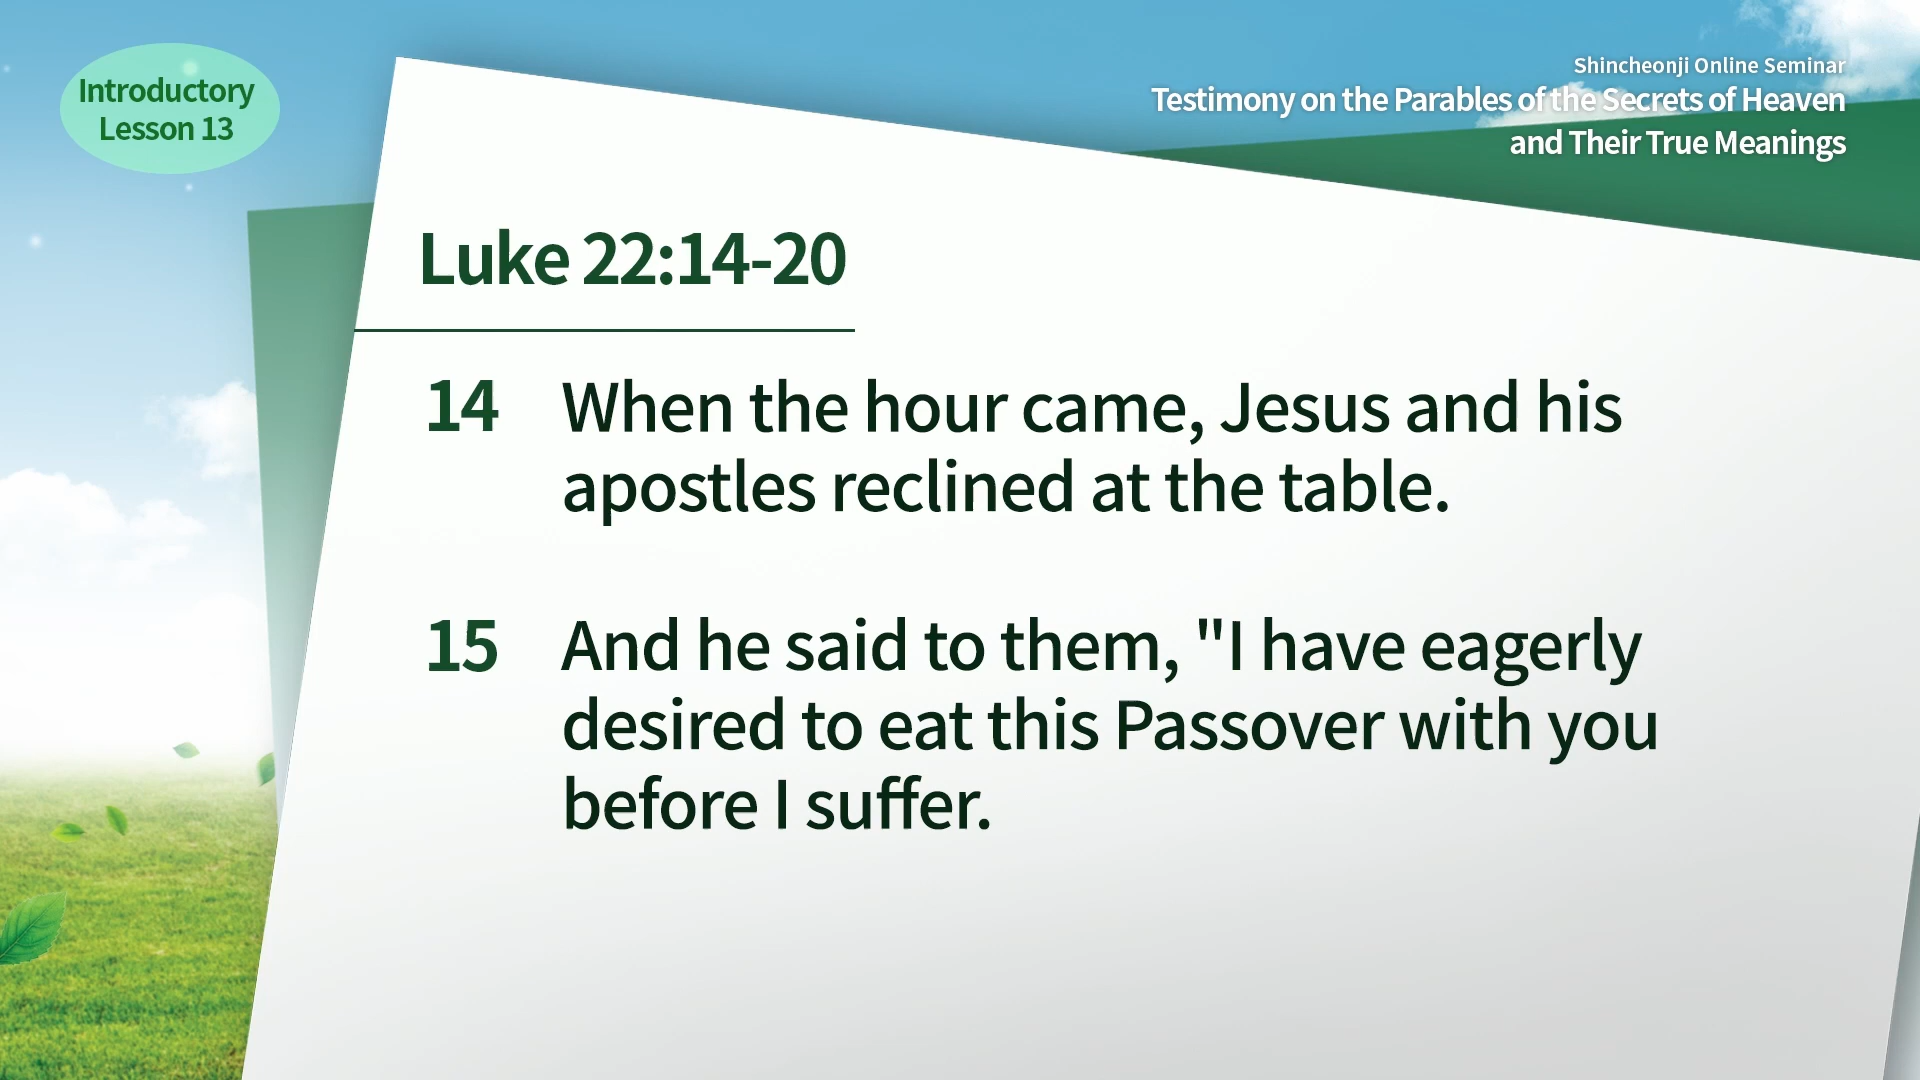 Introductory
Lesson 13
Shincheonji Online Seminar
Testimony on the Parables of the Secrets of Heaven
and Their True Meanings
Luke 22:14-20
14 When the hour came, Jesus and his
apostles reclined at the table.
15 And he said to them, "I have eagerly
desired to eat this Passover with you
before I suffer.